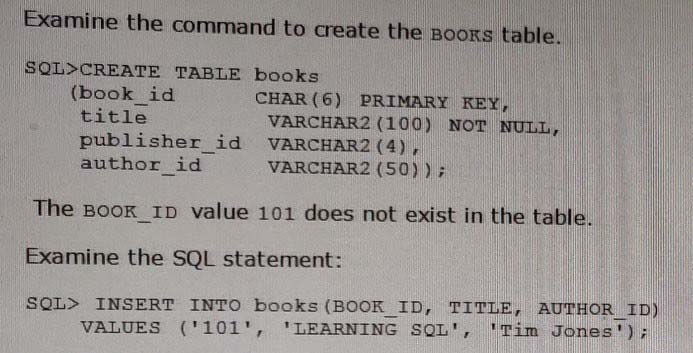 Examine the command to create the BOOKS table.
SQL>CREATE TABLE books
(book_id CHAR(6) PRIMARY KEY,
title VARCHAR2(100) NOT NULL,
publisher_id VARCHAR2(4),
author_id VARCHAR2(50));
The BOOK_ID value 101 does not exist in the table.
Examine the SQL statement:
SQL> INSERT INTO books(BOOK_ID, TITLE, AUTHOR_ID)
VALUES ('101', 'LEARNING SQL', 'Tim Jones');